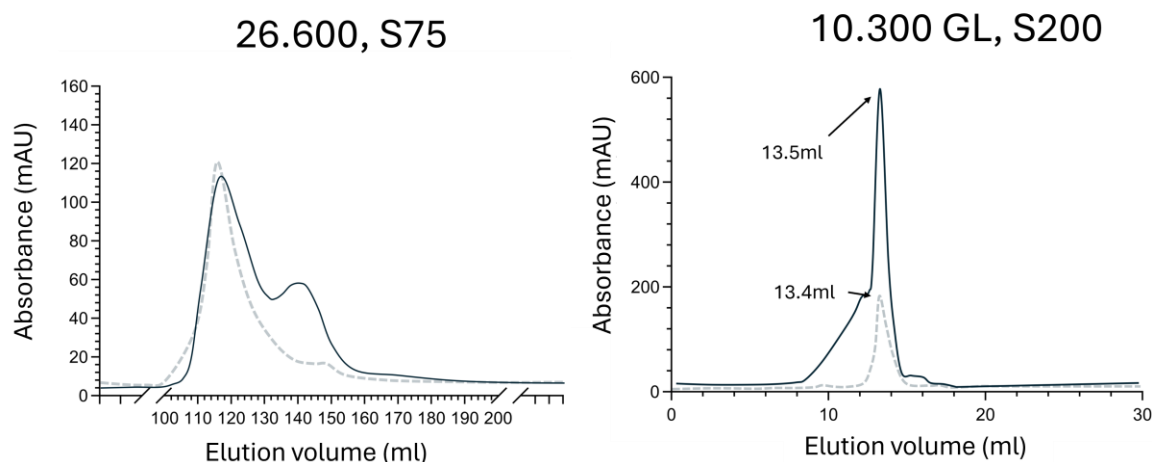 26.600, S75
160
140
120
100
80
60
40
20
0
Absorbance (mAU)
100 110 120 130 140 150 160 170 180 190 200
Elution volume (ml)
10.300 GL, S200
600
400
200
0
Absorbance (mAU)
13.5ml
13.4ml
0 10 20 30
Elution volume (ml)